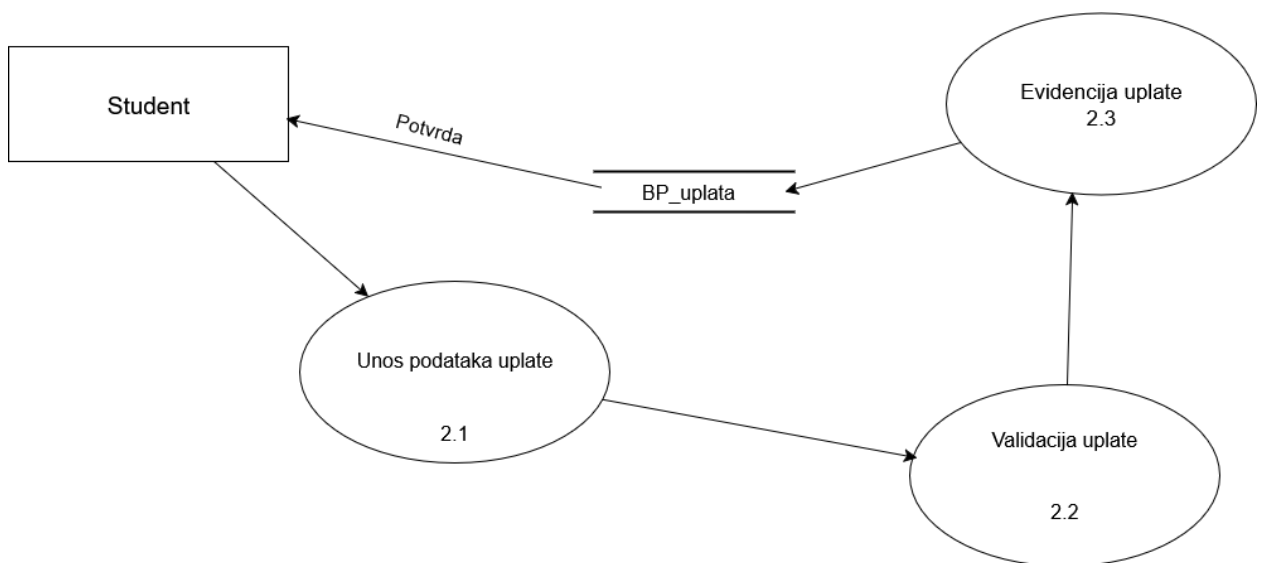 Student
Potvrda
BP_uplata
Evidencija uplate
2.3
Unos podataka uplate
2.1
Validacija uplate
2.2